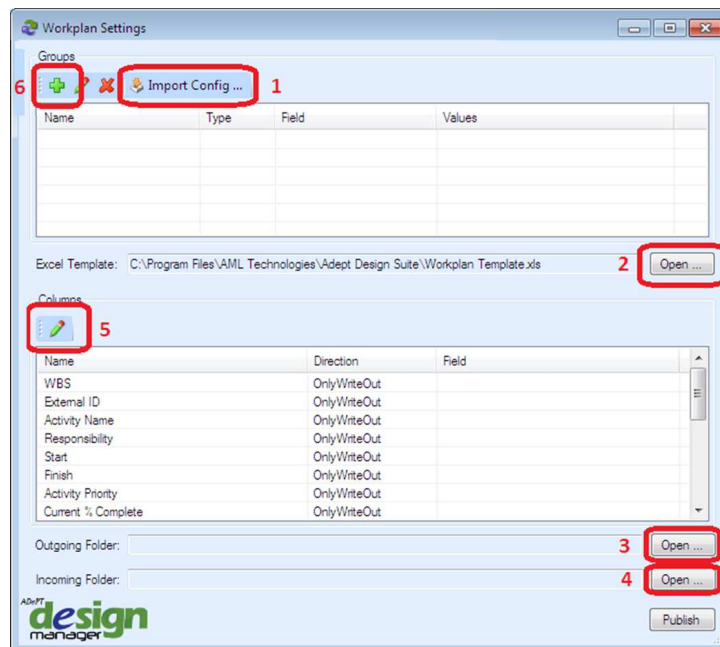 Workplan Settings
Groups
6
Import Config ...
1
Name Type Field Values
Excel Template: C:\Program Files\AML Technologies\Adept Design Suite\Workplan Template.xls
2
Open ...
Columns
5
Name Direction Field
WBS OnlyWriteOut
External ID OnlyWriteOut
Activity Name OnlyWriteOut
Responsibility OnlyWriteOut
Start OnlyWriteOut
Finish OnlyWriteOut
Activity Priority OnlyWriteOut
Current % Complete OnlyWriteOut
Outgoing Folder: 3 Open ...
Incoming Folder: 4 Open ...
ADePT
design
manager
Publish